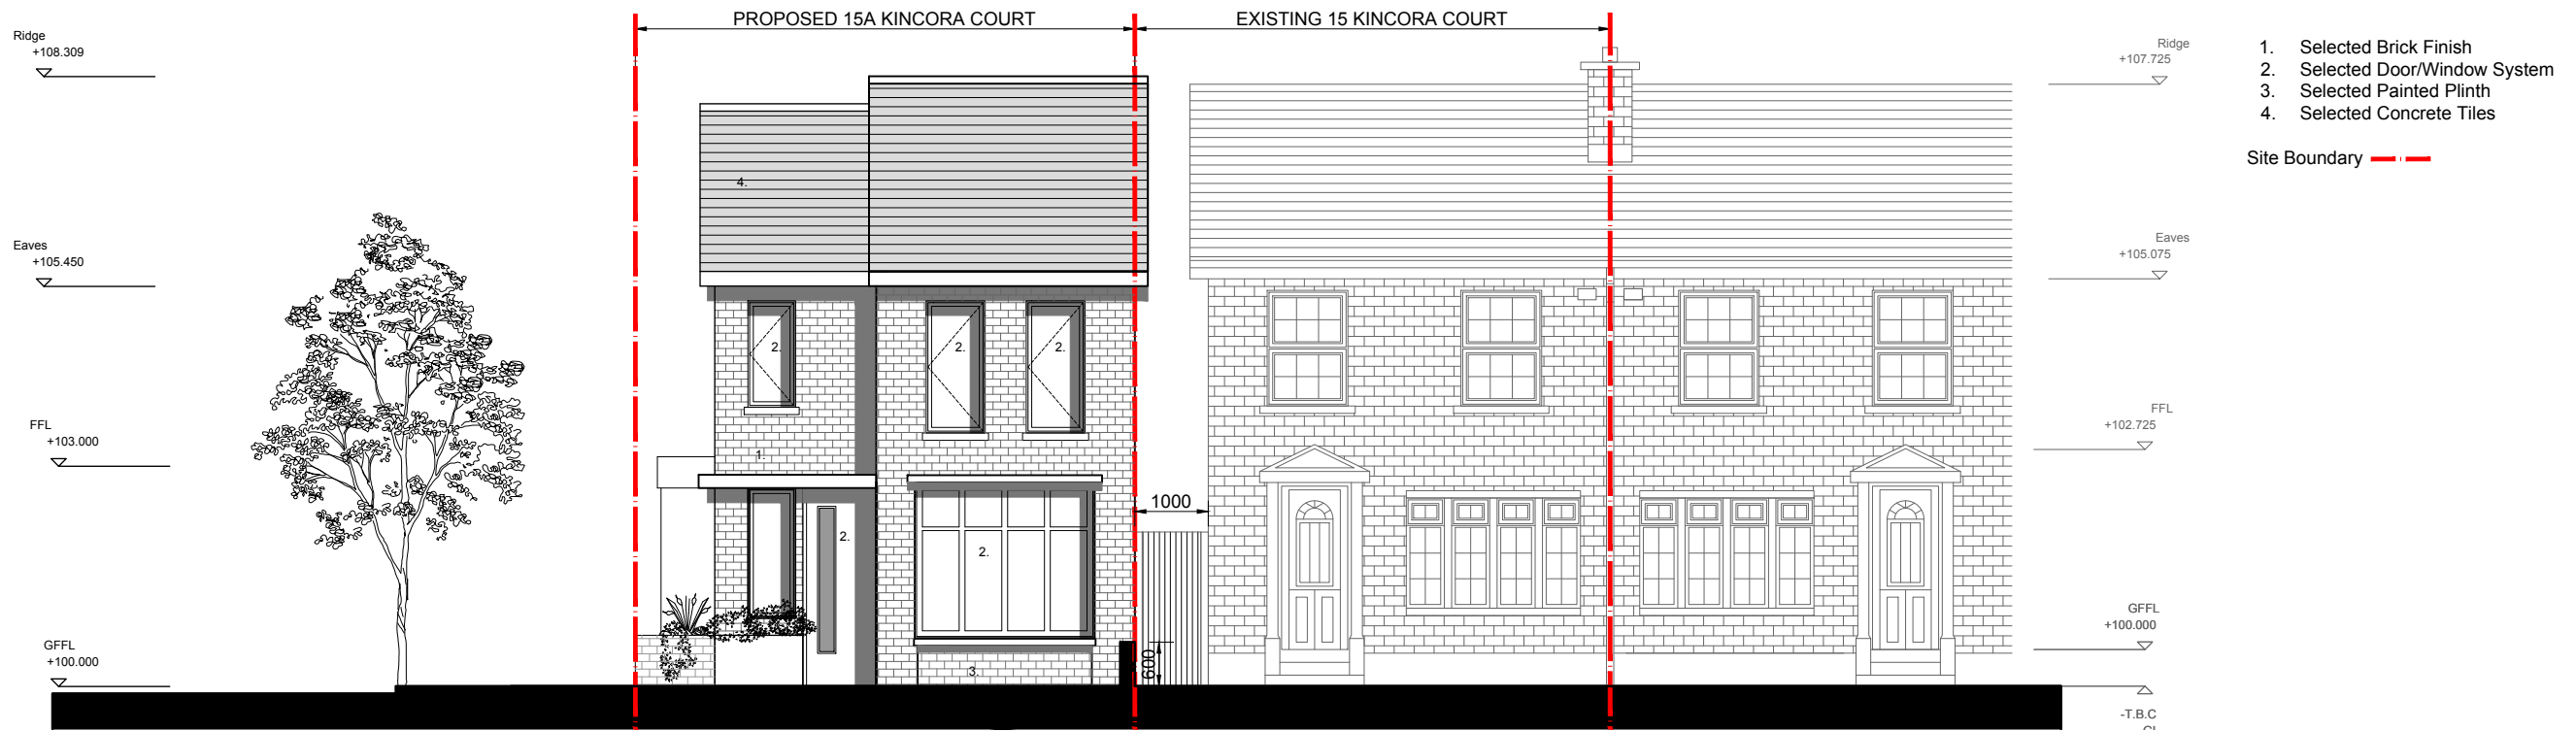 PROPOSED 15A KINCORA COURT
EXISTING 15 KINCORA COURT
Ridge
+108.309
Eaves
+105.450
FFL
+103.000
GFFL
+100.000
4.
2.
2.
2.
1.
2.
2.
3.
1000
600
Ridge
+107.725
Eaves
+105.075
FFL
+102.725
GFFL
+100.000
-T.B.C
1. Selected Brick Finish
2. Selected Door/Window System
3. Selected Painted Plinth
4. Selected Concrete Tiles
Site Boundary